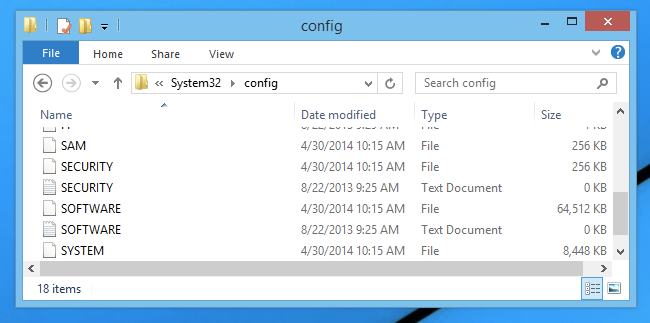 config
File Home Share View
« System32 config Search config
Name Date modified Type Size
SAM 4/30/2014 10:15 AM File 256 KB
SECURITY 4/30/2014 10:15 AM File 256 KB
SECURITY 8/22/2013 9:25 AM Text Document 0 KB
SOFTWARE 4/30/2014 10:15 AM File 64,512 KB
SOFTWARE 8/22/2013 9:25 AM Text Document 0 KB
SYSTEM 4/30/2014 10:15 AM File 8,448 KB
18 items